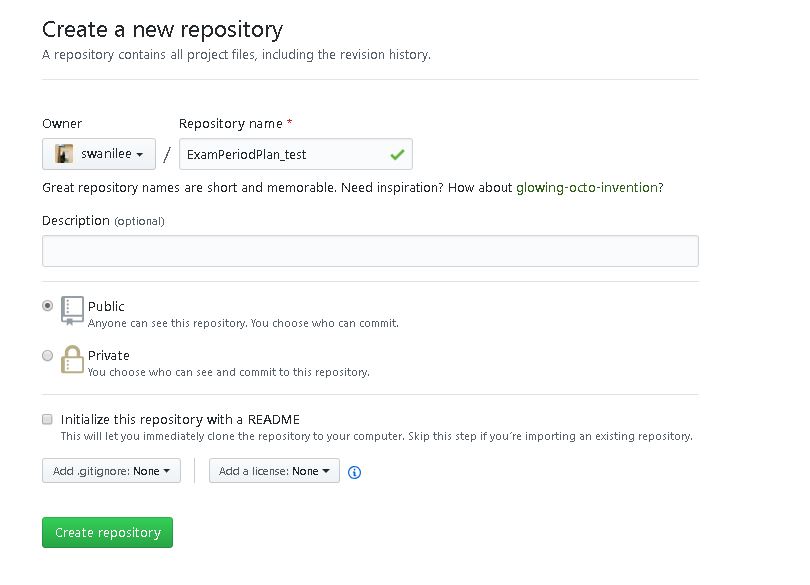 Create a new repository
A repository contains all project files, including the revision history.
Owner
Repository name *
swanilee
/
ExamPeriodPlan_test
Great repository names are short and memorable. Need inspiration? How about glowing-octo-invention?
Description (optional)
Public
Anyone can see this repository. You choose who can commit.
Private
You choose who can see and commit to this repository.
Initialize this repository with a README
This will let you immediately clone the repository to your computer. Skip this step if you're importing an existing repository.
Add .gitignore: None
Add a license: None
Create repository